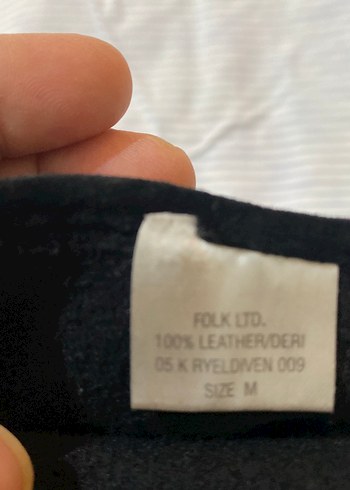 FOLK LTD.
100% LEATHER/DERI
05 K RYELDIVEN 009
SIZE M